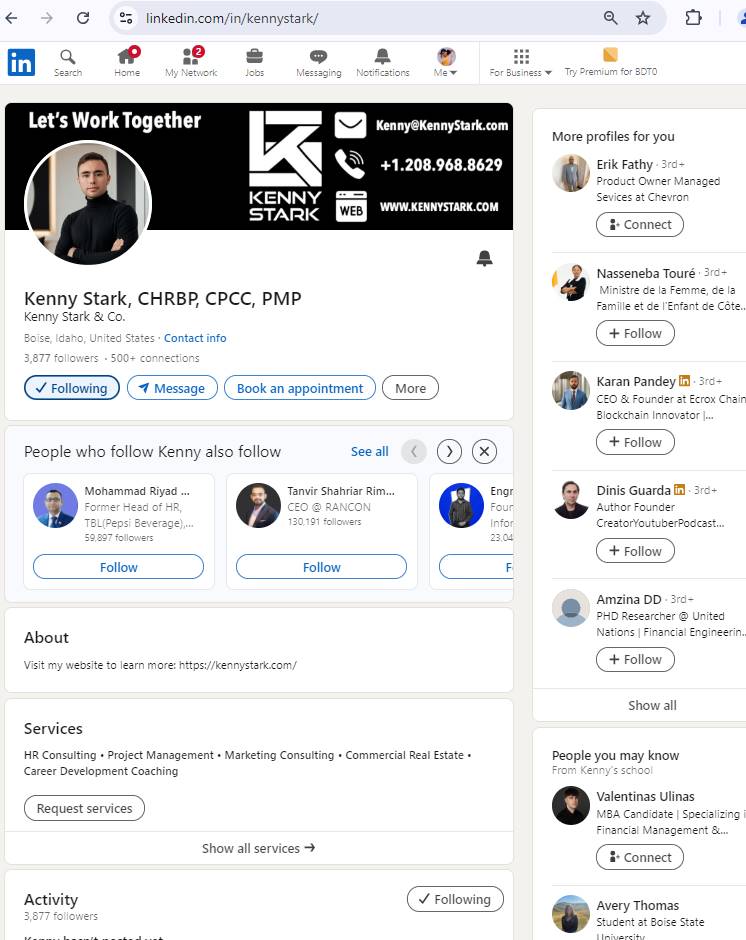 linkedin.com/in/kennystark/
in
Search
Home
2
My Network
Jobs
Messaging
Notifications
Me
For Business
Try Premium for BDT0
Let's Work Together
KENNY
STARK
Kenny@KennyStark.com
+1.208.968.8629
WEB
WWW.KENNYSTARK.COM
Kenny Stark, CHRBP, CPCC, PMP
Kenny Stark & Co.
Boise, Idaho, United States · Contact info
3,877 followers · 500+ connections
Following
Message
Book an appointment
More
People who follow Kenny also follow
See all
Mohammad Riyad ...
Former Head of HR,
TBL(Pepsi Beverage),...
59,897 followers
Follow
Tanvir Shahriar Rim...
CEO @ RANCON
130,191 followers
Follow
Engr
Foun
Infor
23,04
F
About
Visit my website to learn more: https://kennystark.com/
Services
HR Consulting • Project Management • Marketing Consulting • Commercial Real Estate •
Career Development Coaching
Request services
Show all services →
Activity
3,877 followers
Following
Kenny hasn't posted yet
More profiles for you
Erik Fathy · 3rd+
Product Owner Managed
Sevices at Chevron
Connect
Nasseneba Touré · 3rd+
Ministre de la Femme, de la
Famille et de l'Enfant de Côte...
+ Follow
Karan Pandey in · 3rd+
CEO & Founder at Ecrox Chain
Blockchain Innovator |...
+ Follow
Dinis Guarda in · 3rd+
Author Founder
CreatorYoutuberPodcast...
+ Follow
Amzina DD · 3rd+
PHD Researcher @ United
Nations | Financial Engineerin...
+ Follow
Show all
People you may know
From Kenny's school
Valentinas Ulinas
MBA Candidate | Specializing i
Financial Management &...
Connect
Avery Thomas
Student at Boise State
University